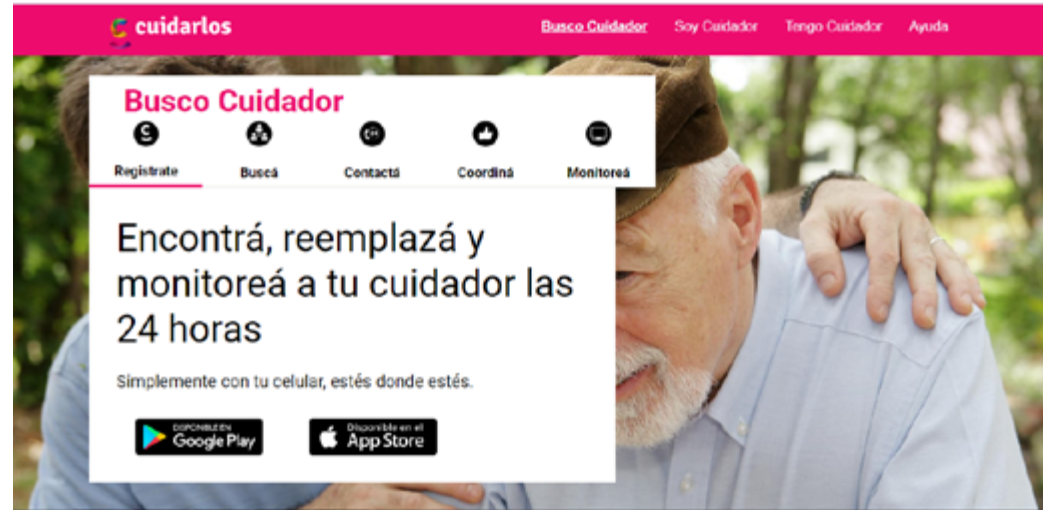 cuidarlos
Busco Cuidador Soy Cuidador Tengo Cuidador Ayuda
Busco Cuidador
Registrate Buscá Contactá Coordiná Monitoreá
Encontrá, reemplazá y
monitoreá a tu cuidador las
24 horas
Simplemente con tu celular, estés donde estés.
DISPONIBLE EN
Google Play
Disponible en el
App Store